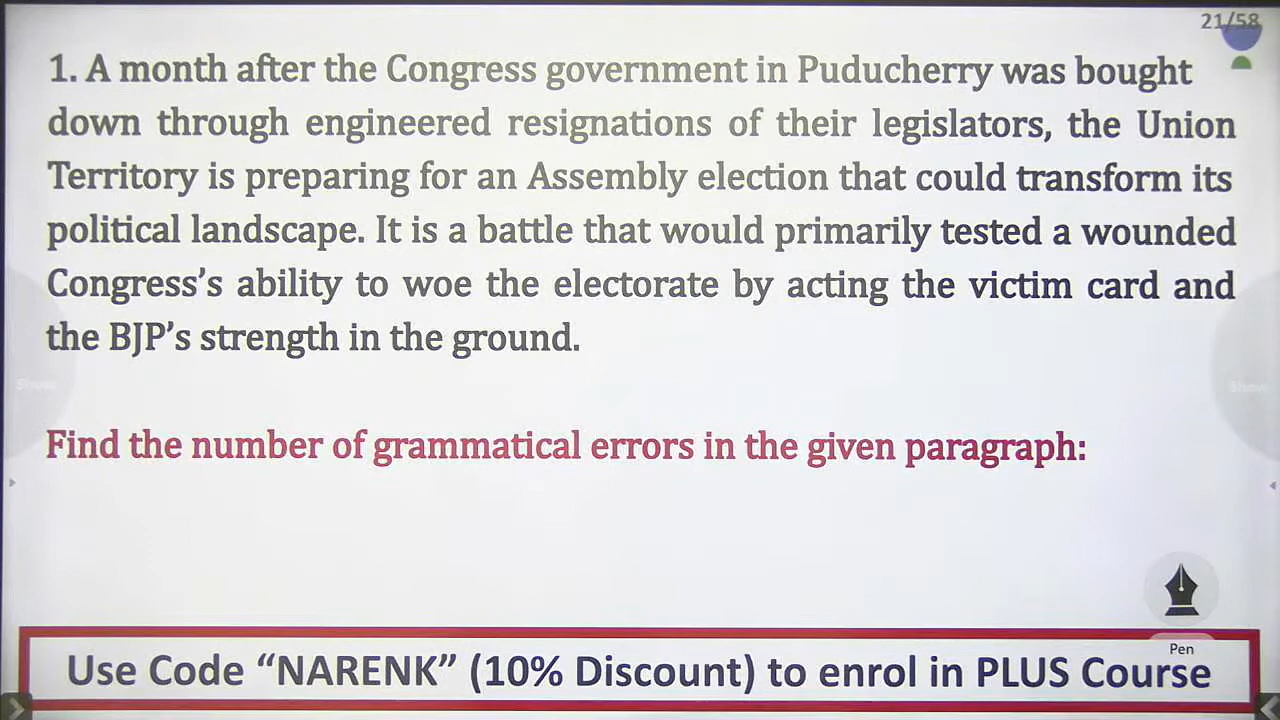 21/58
1. A month after the Congress government in Puducherry was bought
down through engineered resignations of their legislators, the Union
Territory is preparing for an Assembly election that could transform its
political landscape. It is a battle that would primarily tested a wounded
Congress’s ability to woe the electorate by acting the victim card and
the BJP’s strength in the ground.
Show
Show
Find the number of grammatical errors in the given paragraph:
Pen
Use Code “NARENK” (10% Discount) to enrol in PLUS Course